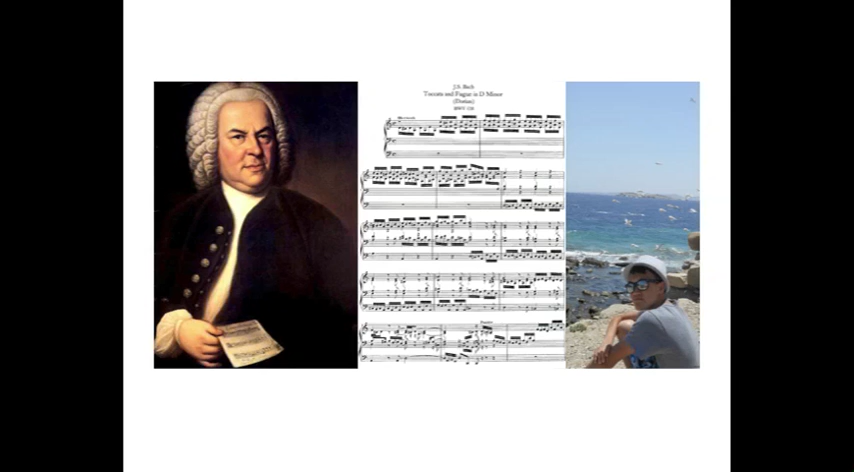 J.S. Bach
Toccata and Fugue in D Minor
(Dorian)